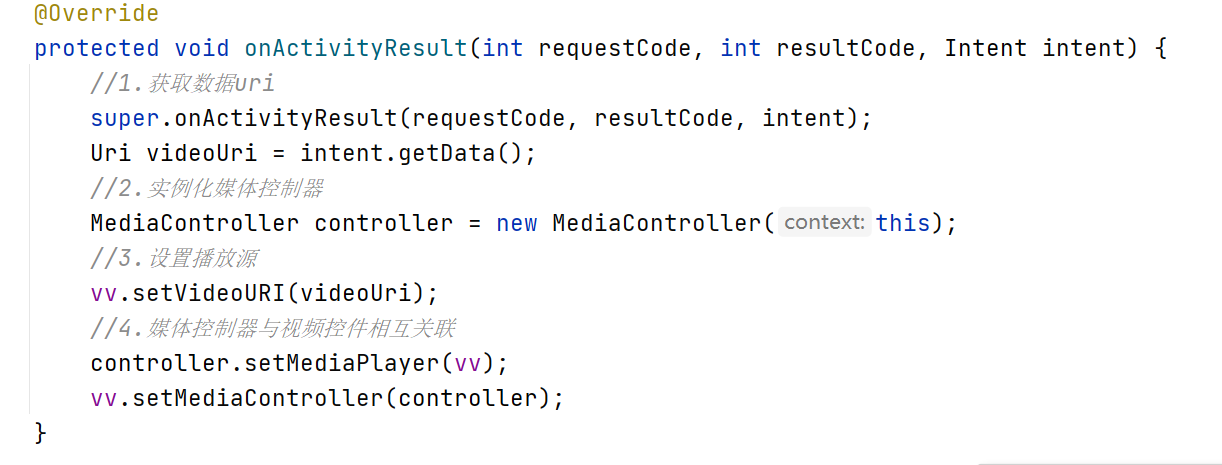 @Override
protected void onActivityResult(int requestCode, int resultCode, Intent intent) {
//1.获取数据uri
super.onActivityResult(requestCode, resultCode, intent);
Uri videoUri = intent.getData();
//2.实例化媒体控制器
MediaController controller = new MediaController( context: this);
//3.设置播放源
vv.setVideoURI(videoUri);
//4.媒体控制器与视频控件相互关联
controller.setMediaPlayer(vv);
vv.setMediaController(controller);
}